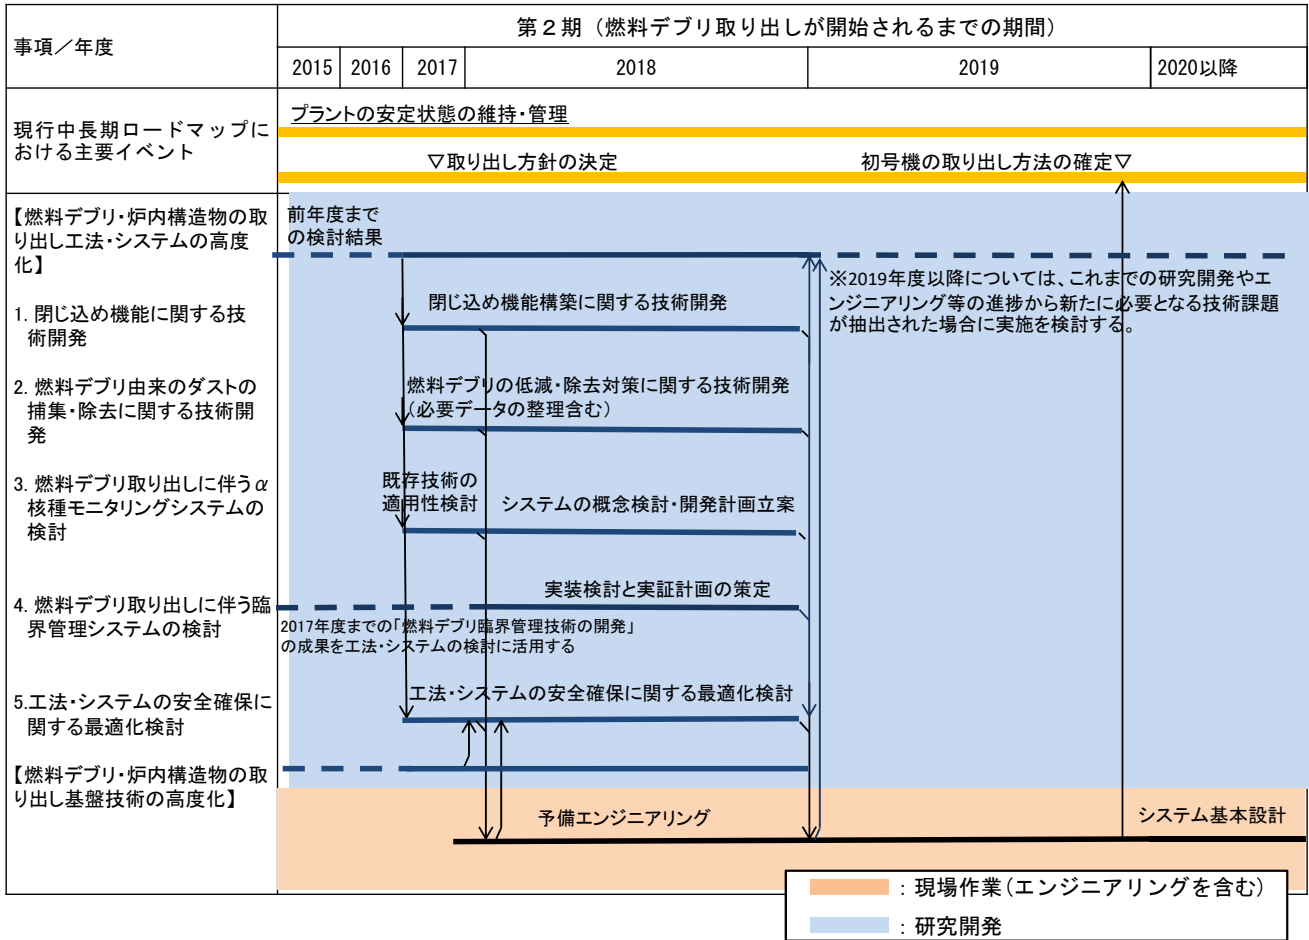 事項／年度
第２期（燃料デブリ取り出しが開始されるまでの期間）
2015
2016
2017
2018
2019
2020以降
現行中長期ロードマップに
おける主要イベント
プラントの安定状態の維持・管理
▽取り出し方針の決定
初号機の取り出し方法の確定▽
【燃料デブリ・炉内構造物の取
り出し工法・システムの高度
化】
前年度まで
の検討結果
※2019年度以降については、これまでの研究開発やエ
ンジニアリング等の進捗から新たに必要となる技術課題
が抽出された場合に実施を検討する。
1. 閉じ込め機能に関する技
術開発
閉じ込め機能構築に関する技術開発
2. 燃料デブリ由来のダストの
捕集・除去に関する技術開
発
燃料デブリの低減・除去対策に関する技術開発
（必要データの整理含む）
3. 燃料デブリ取り出しに伴うα
核種モニタリングシステムの
検討
既存技術の
適用性検討
システムの概念検討・開発計画立案
4. 燃料デブリ取り出しに伴う臨
界管理システムの検討
実装検討と実証計画の策定
2017年度までの「燃料デブリ臨界管理技術の開発」
の成果を工法・システムの検討に活用する
5.工法・システムの安全確保に
関する最適化検討
工法・システムの安全確保に関する最適化検討
【燃料デブリ・炉内構造物の取
り出し基盤技術の高度化】
予備エンジニアリング
システム基本設計
：現場作業（エンジニアリングを含む）
：研究開発